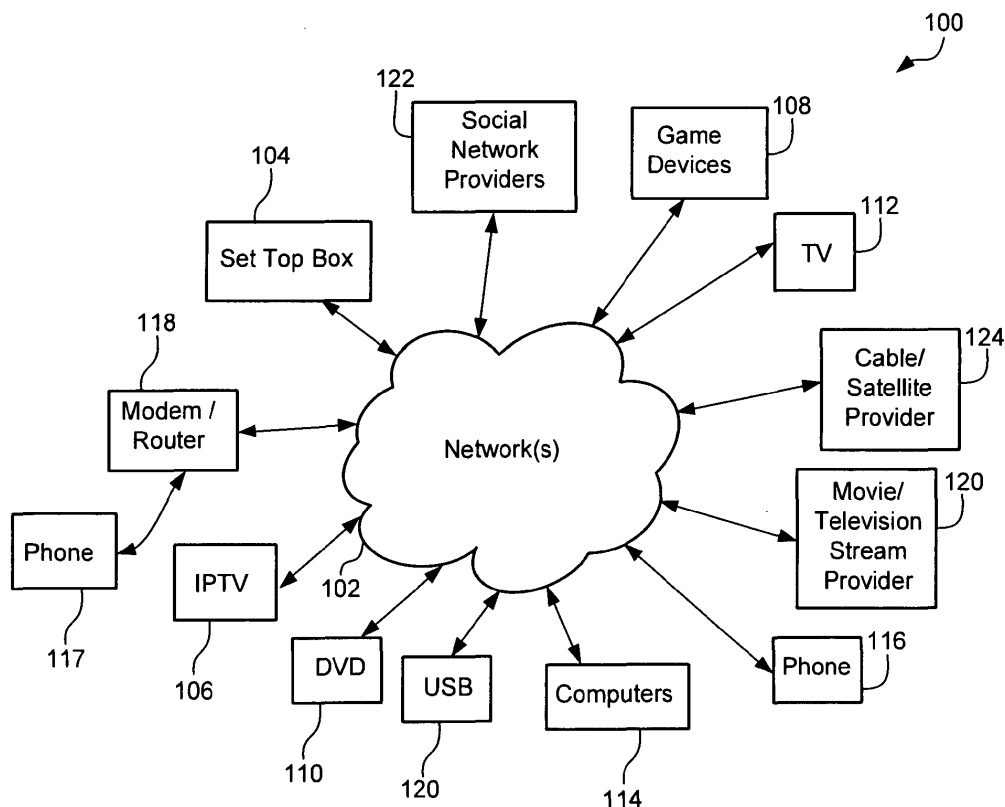 100
122
Social
Network
Providers
108
Game
Devices
104
Set Top Box
112
TV
118
Modem /
Router
124
Cable/
Satellite
Provider
Network(s)
120
Movie/
Television
Stream
Provider
Phone
117
IPTV
106
102
DVD
110
USB
120
Computers
114
Phone
116